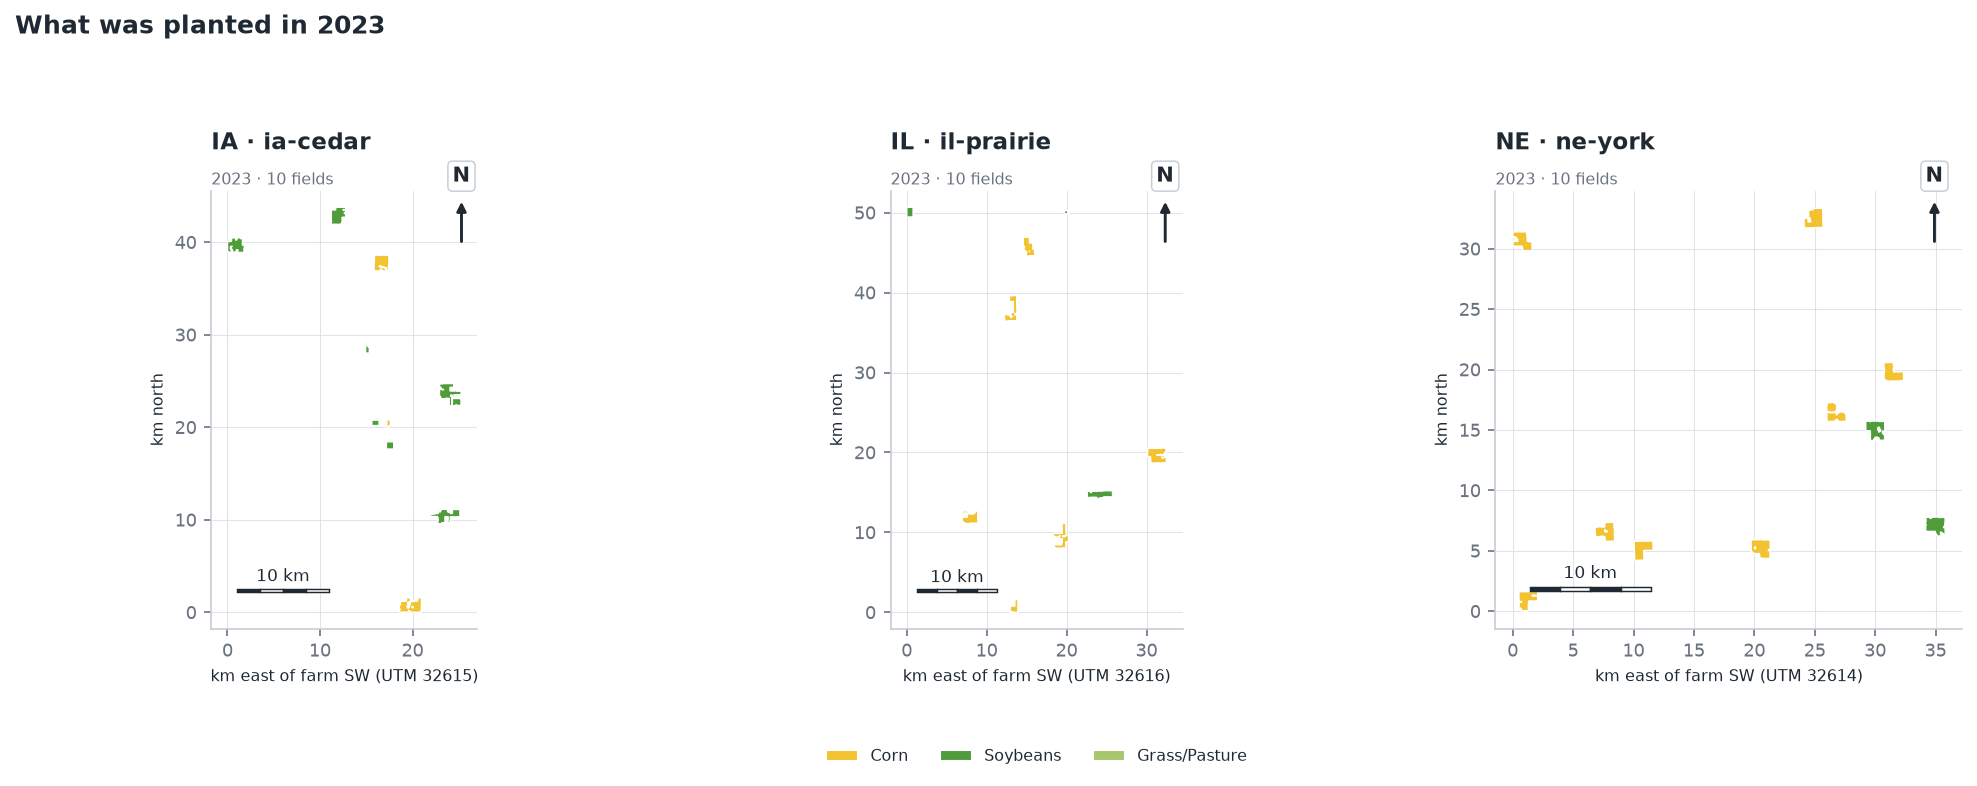 What was planted in 2023
IA · ia-cedar
2023 · 10 fields
N
40
30
20
10
0
km north
10 km
0 10 20
km east of farm SW (UTM 32615)
IL · il-prairie
2023 · 10 fields
N
50
40
30
20
10
0
km north
10 km
0 10 20 30
km east of farm SW (UTM 32616)
NE · ne-york
2023 · 10 fields
N
30
25
20
15
10
5
0
km north
10 km
0 5 10 15 20 25 30 35
km east of farm SW (UTM 32614)
Corn Soybeans Grass/Pasture